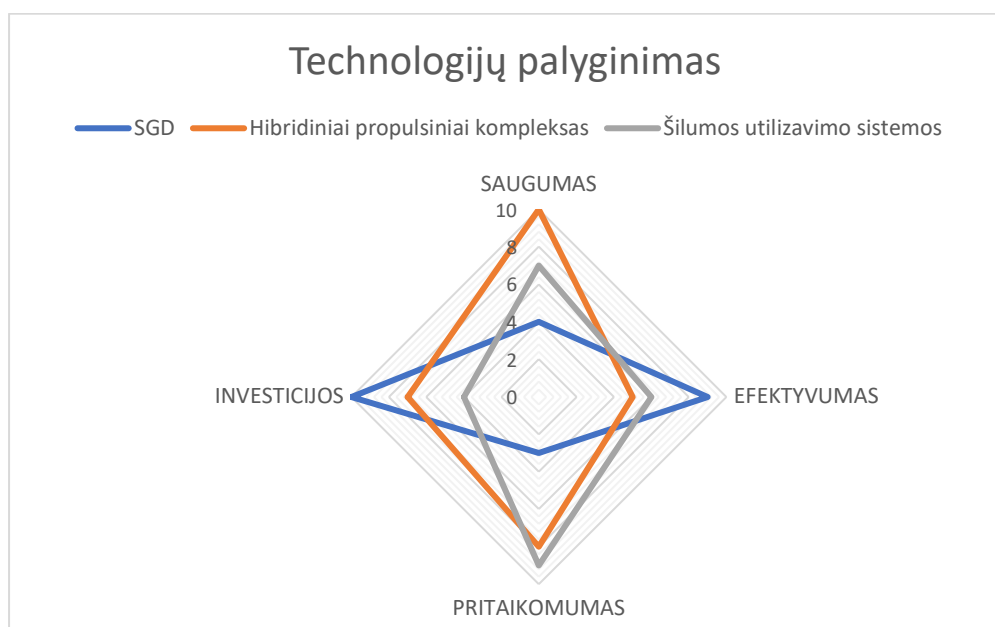 Technologijų palyginimas
SGD Hibridiniai propulsiniai kompleksas Šilumos utilizavimo sistemos
SAUGUMAS
10
8
6
4
2
INVESTICIJOS 0 EFEKTYVUMAS
PRITAIKOMUMAS